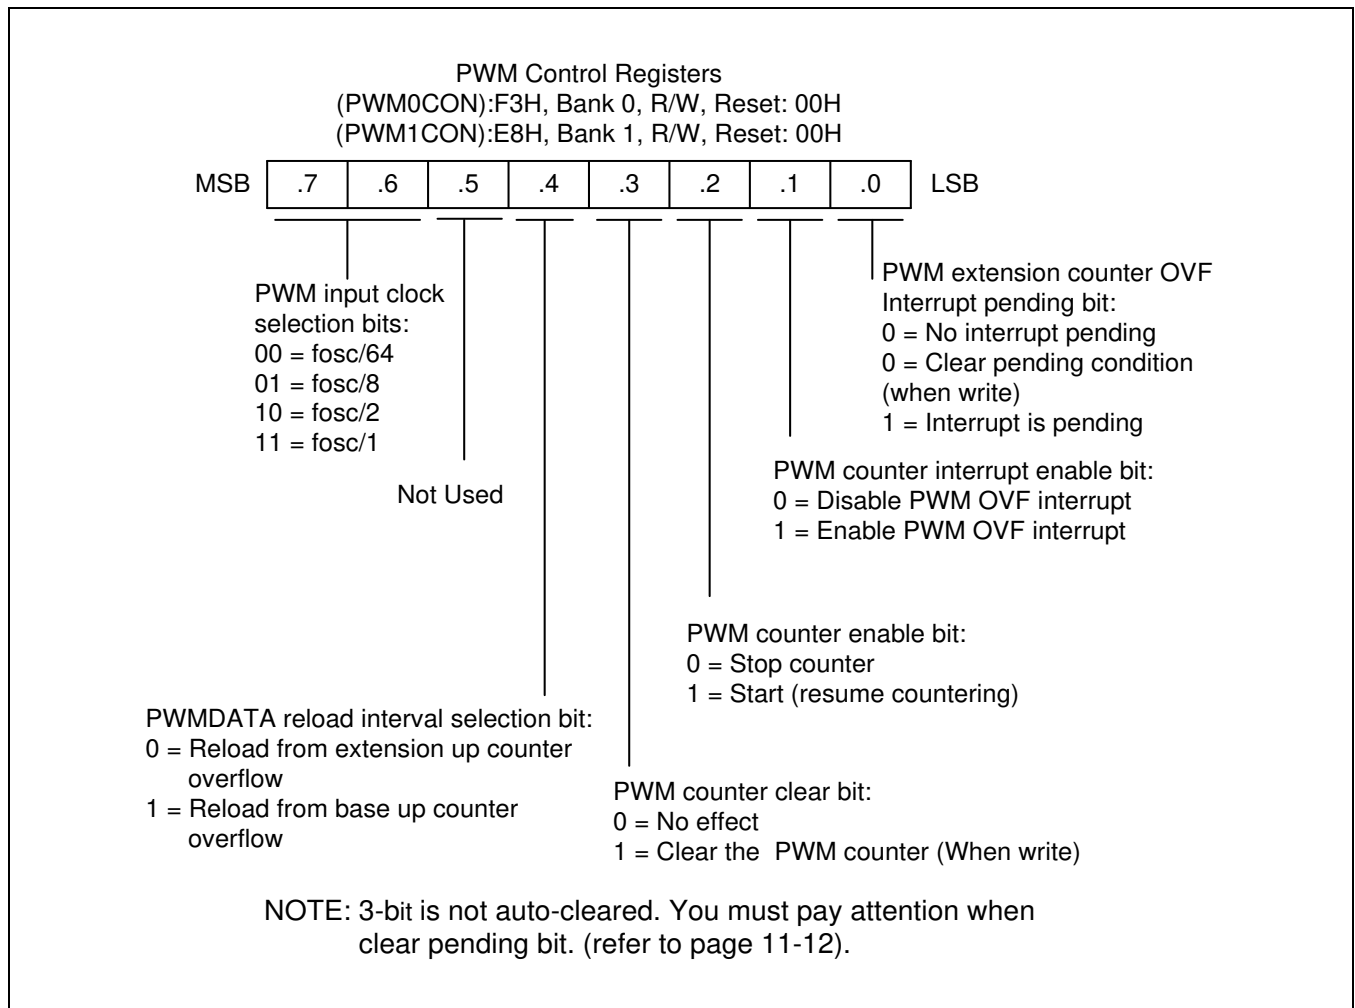 PWM Control Registers
(PWM0CON):F3H, Bank 0, R/W, Reset: 00H
(PWM1CON):E8H, Bank 1, R/W, Reset: 00H
MSB .7 .6 .5 .4 .3 .2 .1 .0 LSB
PWM input clock
selection bits:
00 = fosc/64
01 = fosc/8
10 = fosc/2
11 = fosc/1
Not Used
PWM extension counter OVF
Interrupt pending bit:
0 = No interrupt pending
0 = Clear pending condition
(when write)
1 = Interrupt is pending
PWM counter interrupt enable bit:
0 = Disable PWM OVF interrupt
1 = Enable PWM OVF interrupt
PWM counter enable bit:
0 = Stop counter
1 = Start (resume countering)
PWMDATA reload interval selection bit:
0 = Reload from extension up counter
overflow
1 = Reload from base up counter
overflow
PWM counter clear bit:
0 = No effect
1 = Clear the PWM counter (When write)
NOTE: 3-bit is not auto-cleared. You must pay attention when
clear pending bit. (refer to page 11-12).